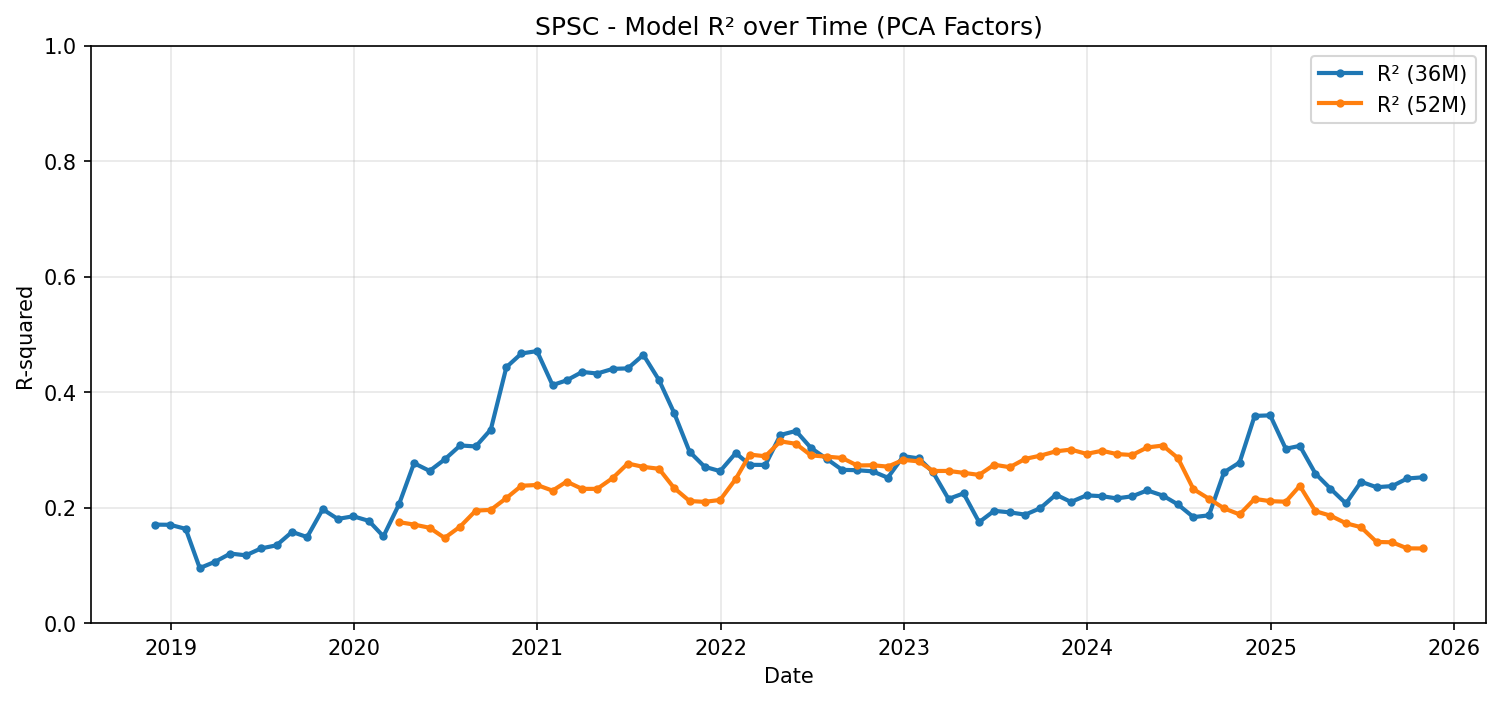 SPSC - Model R² over Time (PCA Factors)
R² (36M)
R² (52M)
R-squared
1.0
0.8
0.6
0.4
0.2
0.0
2019 2020 2021 2022 2023 2024 2025 2026
Date